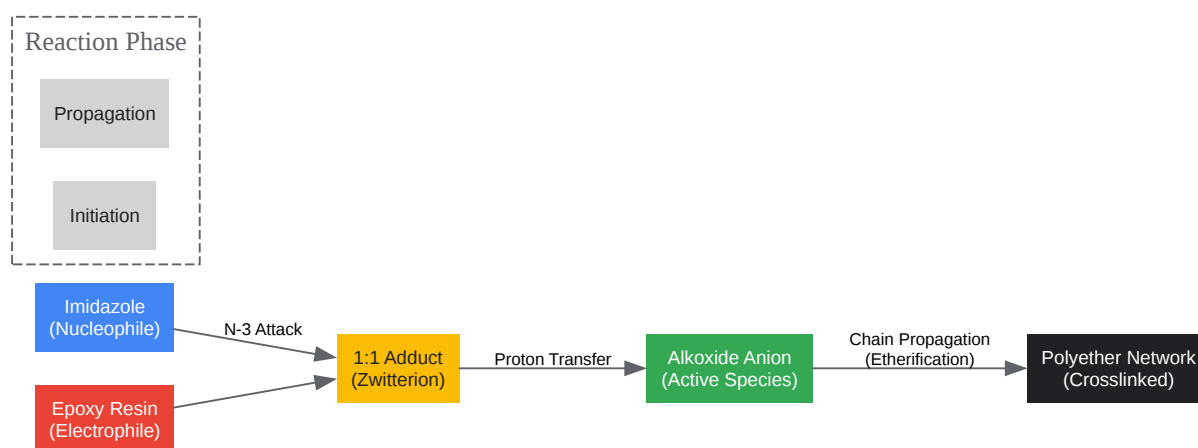 Reaction Phase
Propagation
Initiation
Imidazole
(Nucleophile)
N-3 Attack
Epoxy Resin
(Electrophile)
1:1 Adduct
(Zwitterion)
Proton Transfer
Alkoxide Anion
(Active Species)
Chain Propagation
(Etherification)
Polyether Network
(Crosslinked)